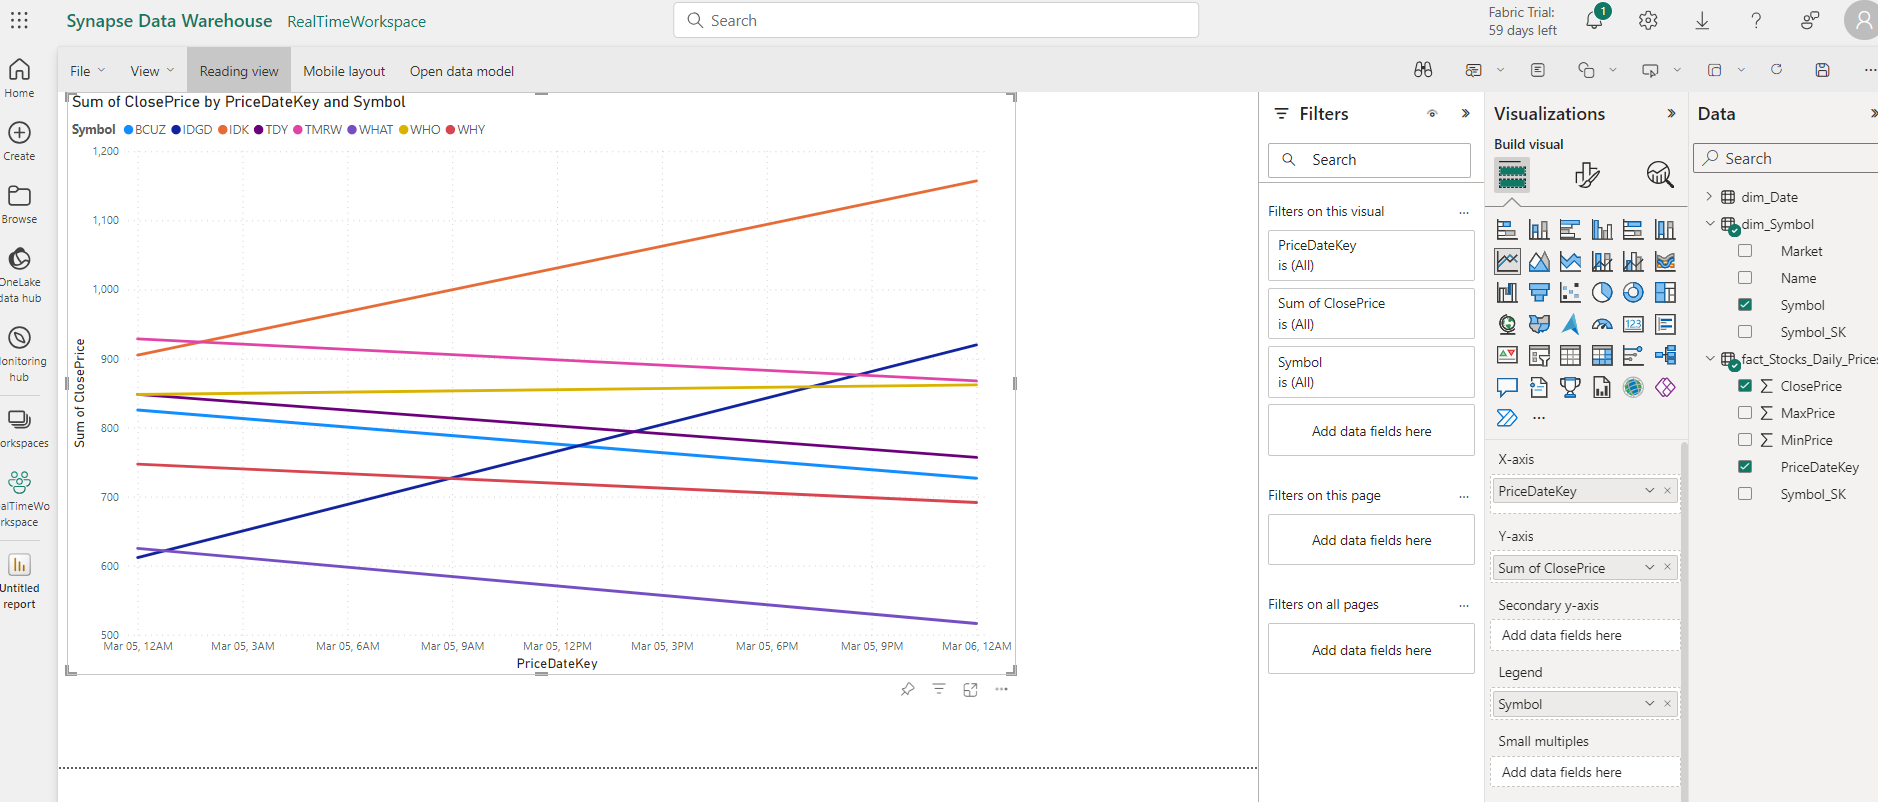 Synapse Data Warehouse RealTimeWorkspace
Search
Fabric Trial:
59 days left
1
Home
Create
Browse
OneLake
data hub
onitoring
hub
orkspaces
alTimeWo
rkspace
Untitled
report
File View Reading view Mobile layout Open data model
Sum of ClosePrice by PriceDateKey and Symbol
Symbol BCUZ IDGD IDK TDY TMRW WHAT WHO WHY
1,200
1,100
1,000
900
800
700
600
500
Sum of ClosePrice
Mar 05, 12AM Mar 05, 3AM Mar 05, 6AM Mar 05, 9AM Mar 05, 12PM Mar 05, 3PM Mar 05, 6PM Mar 05, 9PM Mar 06, 12AM
PriceDateKey
Filters
Search
Filters on this visual
PriceDateKey
is (All)
Sum of ClosePrice
is (All)
Symbol
is (All)
Add data fields here
Filters on this page
Add data fields here
Filters on all pages
Add data fields here
Visualizations
Build visual
123
X-axis
PriceDateKey
Y-axis
Sum of ClosePrice
Secondary y-axis
Add data fields here
Legend
Symbol
Small multiples
Add data fields here
Data
Search
dim_Date
dim_Symbol
Market
Name
Symbol
Symbol_SK
fact_Stocks_Daily_Prices
ClosePrice
MaxPrice
MinPrice
PriceDateKey
Symbol_SK